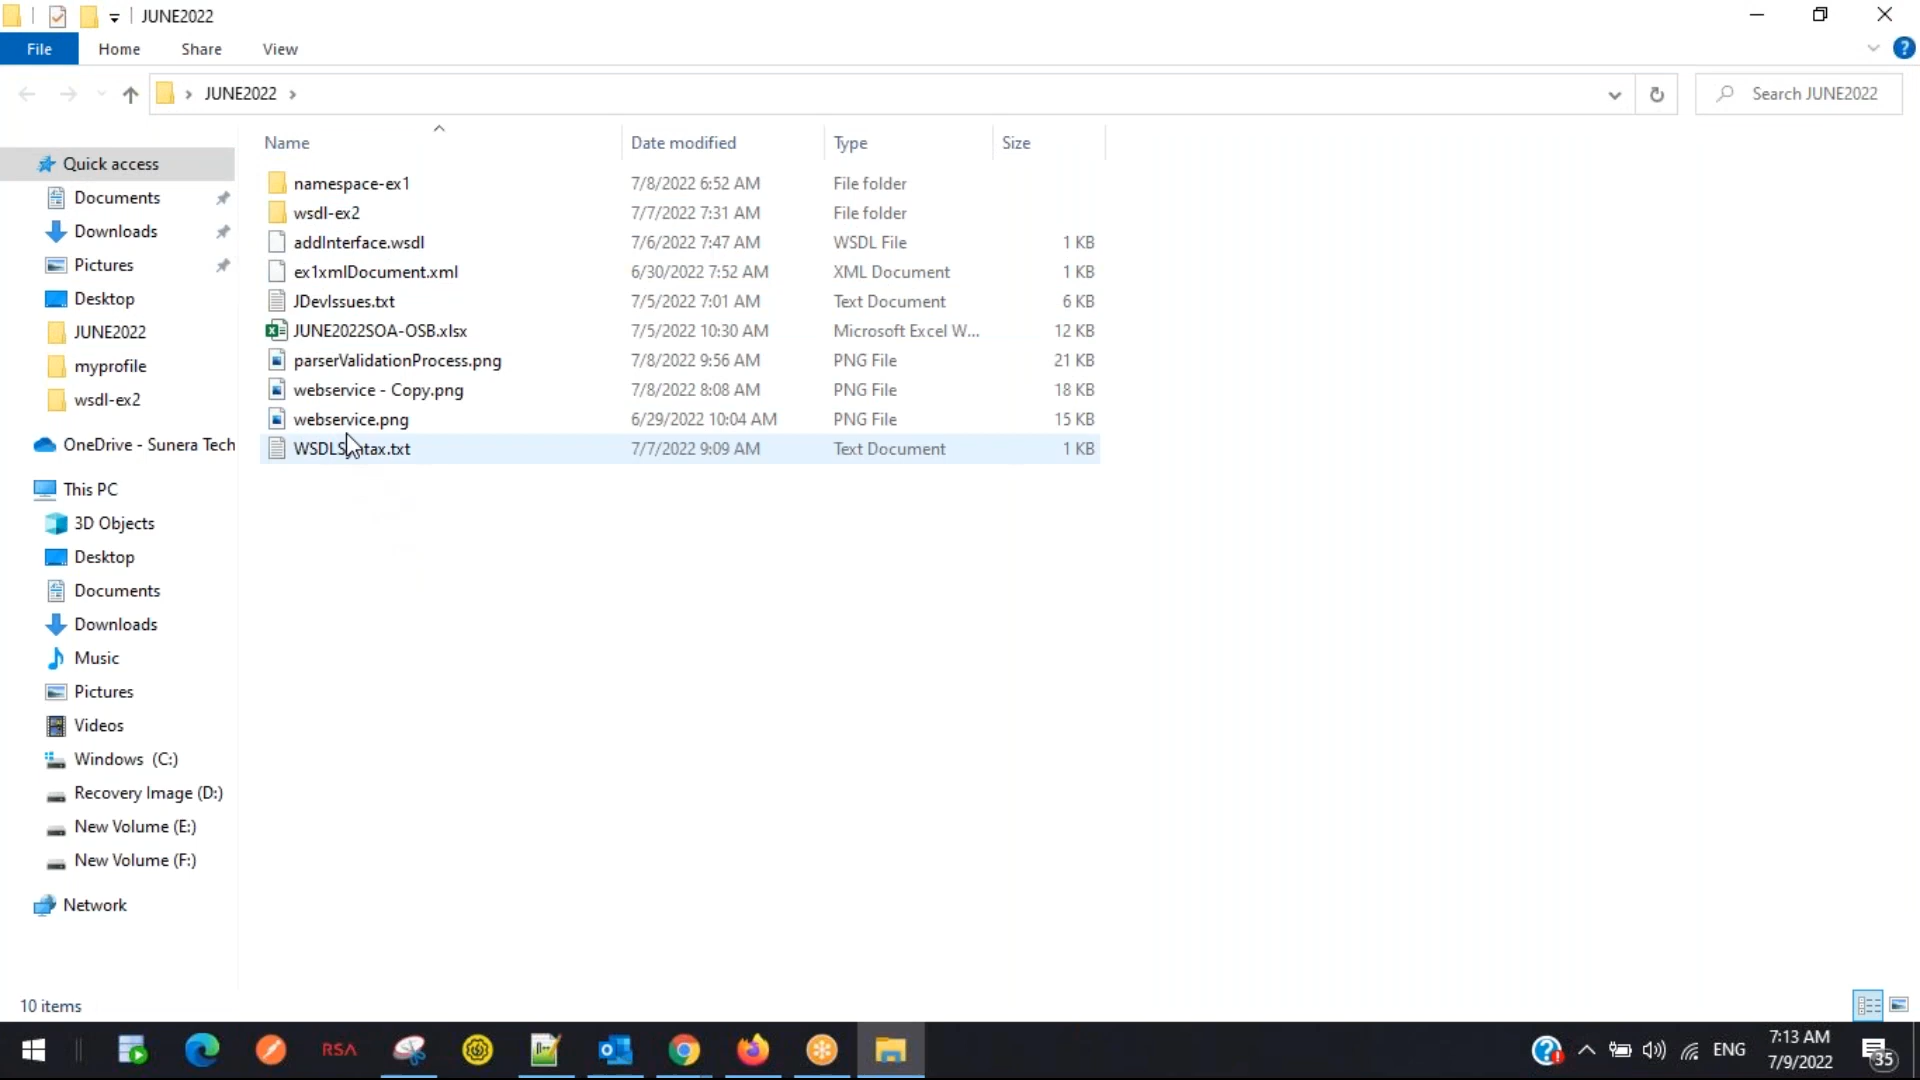 JUNE2022
File Home Share View
JUNE2022
Search JUNE2022
Name Date modified Type Size
Quick access
Documents
Downloads
Pictures
Desktop
JUNE2022
myprofile
wsdl-ex2
OneDrive - Sunera Tech
This PC
3D Objects
Desktop
Documents
Downloads
Music
Pictures
Videos
Windows (C:)
Recovery Image (D:)
New Volume (E:)
New Volume (F:)
Network
namespace-ex1 7/8/2022 6:52 AM File folder
wsdl-ex2 7/7/2022 7:31 AM File folder
addInterface.wsdl 7/6/2022 7:47 AM WSDL File 1 KB
ex1xmlDocument.xml 6/30/2022 7:52 AM XML Document 1 KB
JDevIssues.txt 7/5/2022 7:01 AM Text Document 6 KB
JUNE2022SOA-OSB.xlsx 7/5/2022 10:30 AM Microsoft Excel W... 12 KB
parserValidationProcess.png 7/8/2022 9:56 AM PNG File 21 KB
webservice - Copy.png 7/8/2022 8:08 AM PNG File 18 KB
webservice.png 6/29/2022 10:04 AM PNG File 15 KB
7/7/2022 9:09 AM Text Document 1 KB
10 items
RSA
ENG
7:13 AM
7/9/2022
35